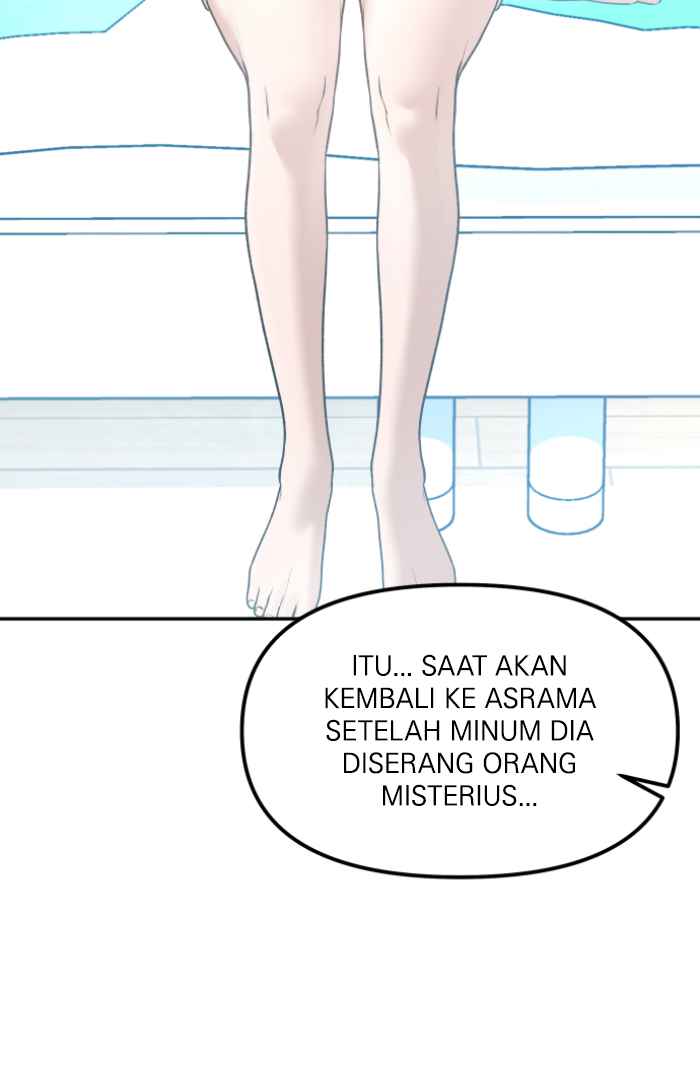 ITU... SAAT AKAN
KEMBALI KE ASRAMA
SETELAH MINUM DIA
DISERANG ORANG
MISTERIUS...